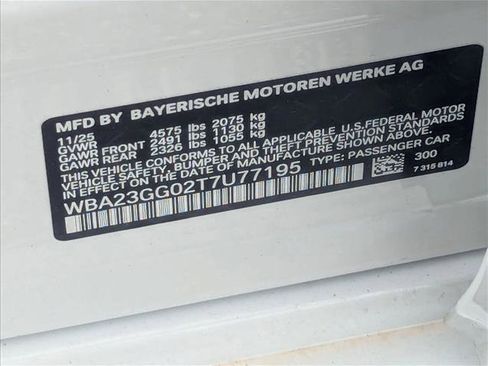 MFD BY BAYERISCHE MOTOREN WERKE AG
11/25
GVWR 4575 lbs 2075 kg
GAWR FRONT 2491 lbs 1130 kg
GAWR REAR 2326 lbs 1055 kg
THIS CAR CONFORMS TO ALL APPLICABLE U.S.FEDERAL MOTOR
VEHICLE SAFETY, BUMPER AND THEFT PREVENTION STANDARDS
IN EFFECT ON THE DATE OF MANUFACTURE SHOWN ABOVE.
WBA23GG02T7U77195 TYPE: PASSENGER CAR
300
7 315 814